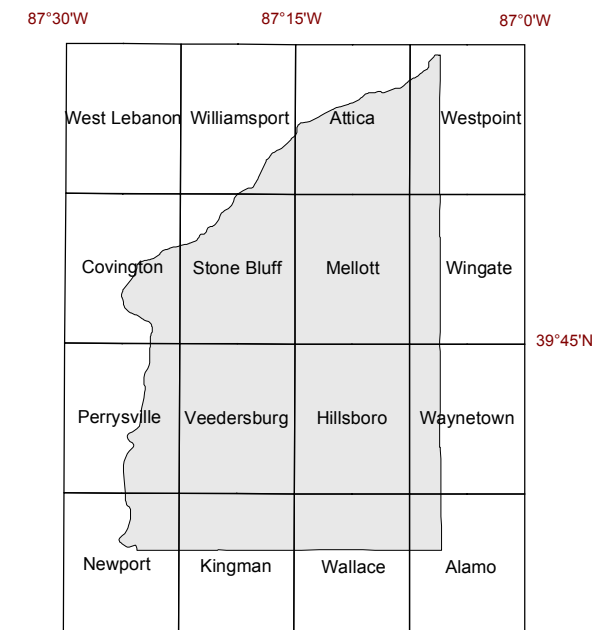 87°30'W 87°15'W 87°0'W
West Lebanon Williamsport Attica Westpoint
Covington Stone Bluff Mellott Wingate
39°45'N
Perrysville Veedersburg Hillsboro Waynetown
Newport Kingman Wallace Alamo